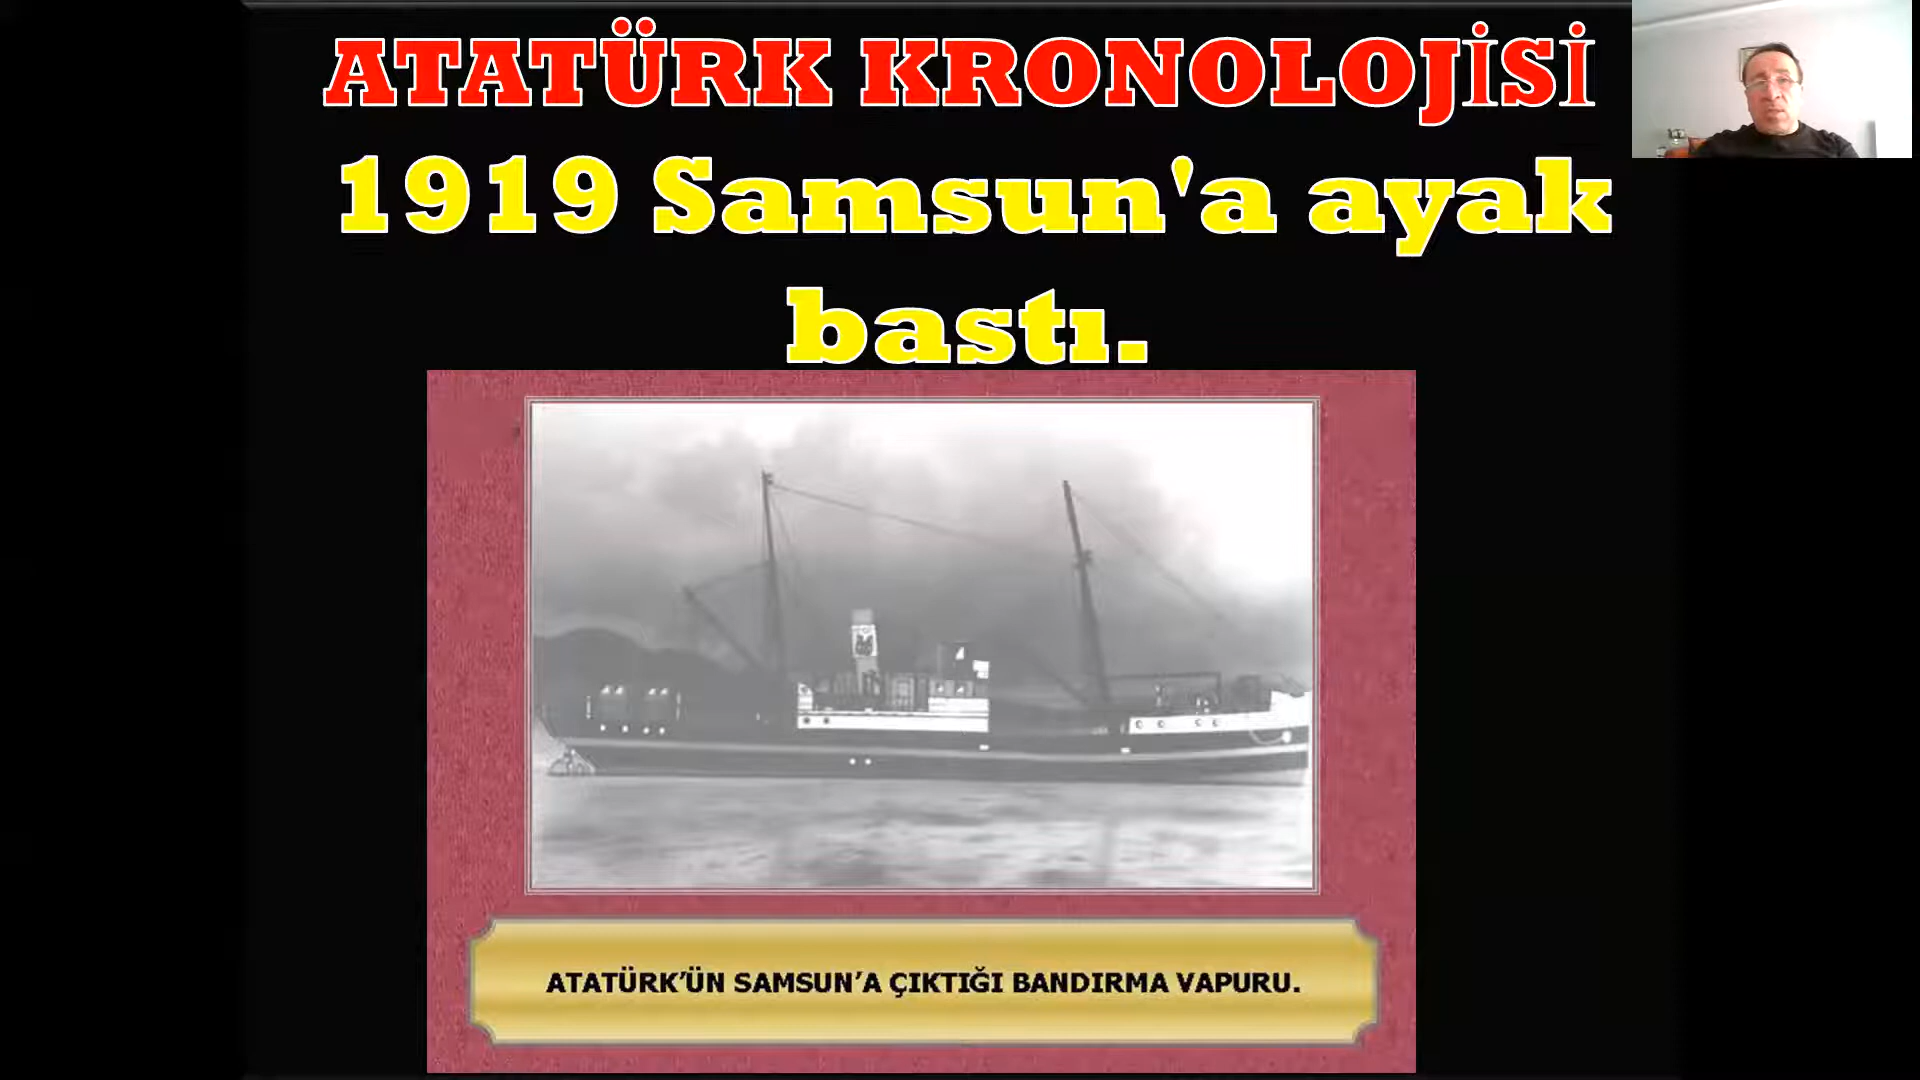 ATATÜRK KRONOLOJİSİ
1919 Samsun'a ayak
bastı.
ATATÜRK’ÜN SAMSUN’A ÇIKTIĞI BANDIRMA VAPURU.